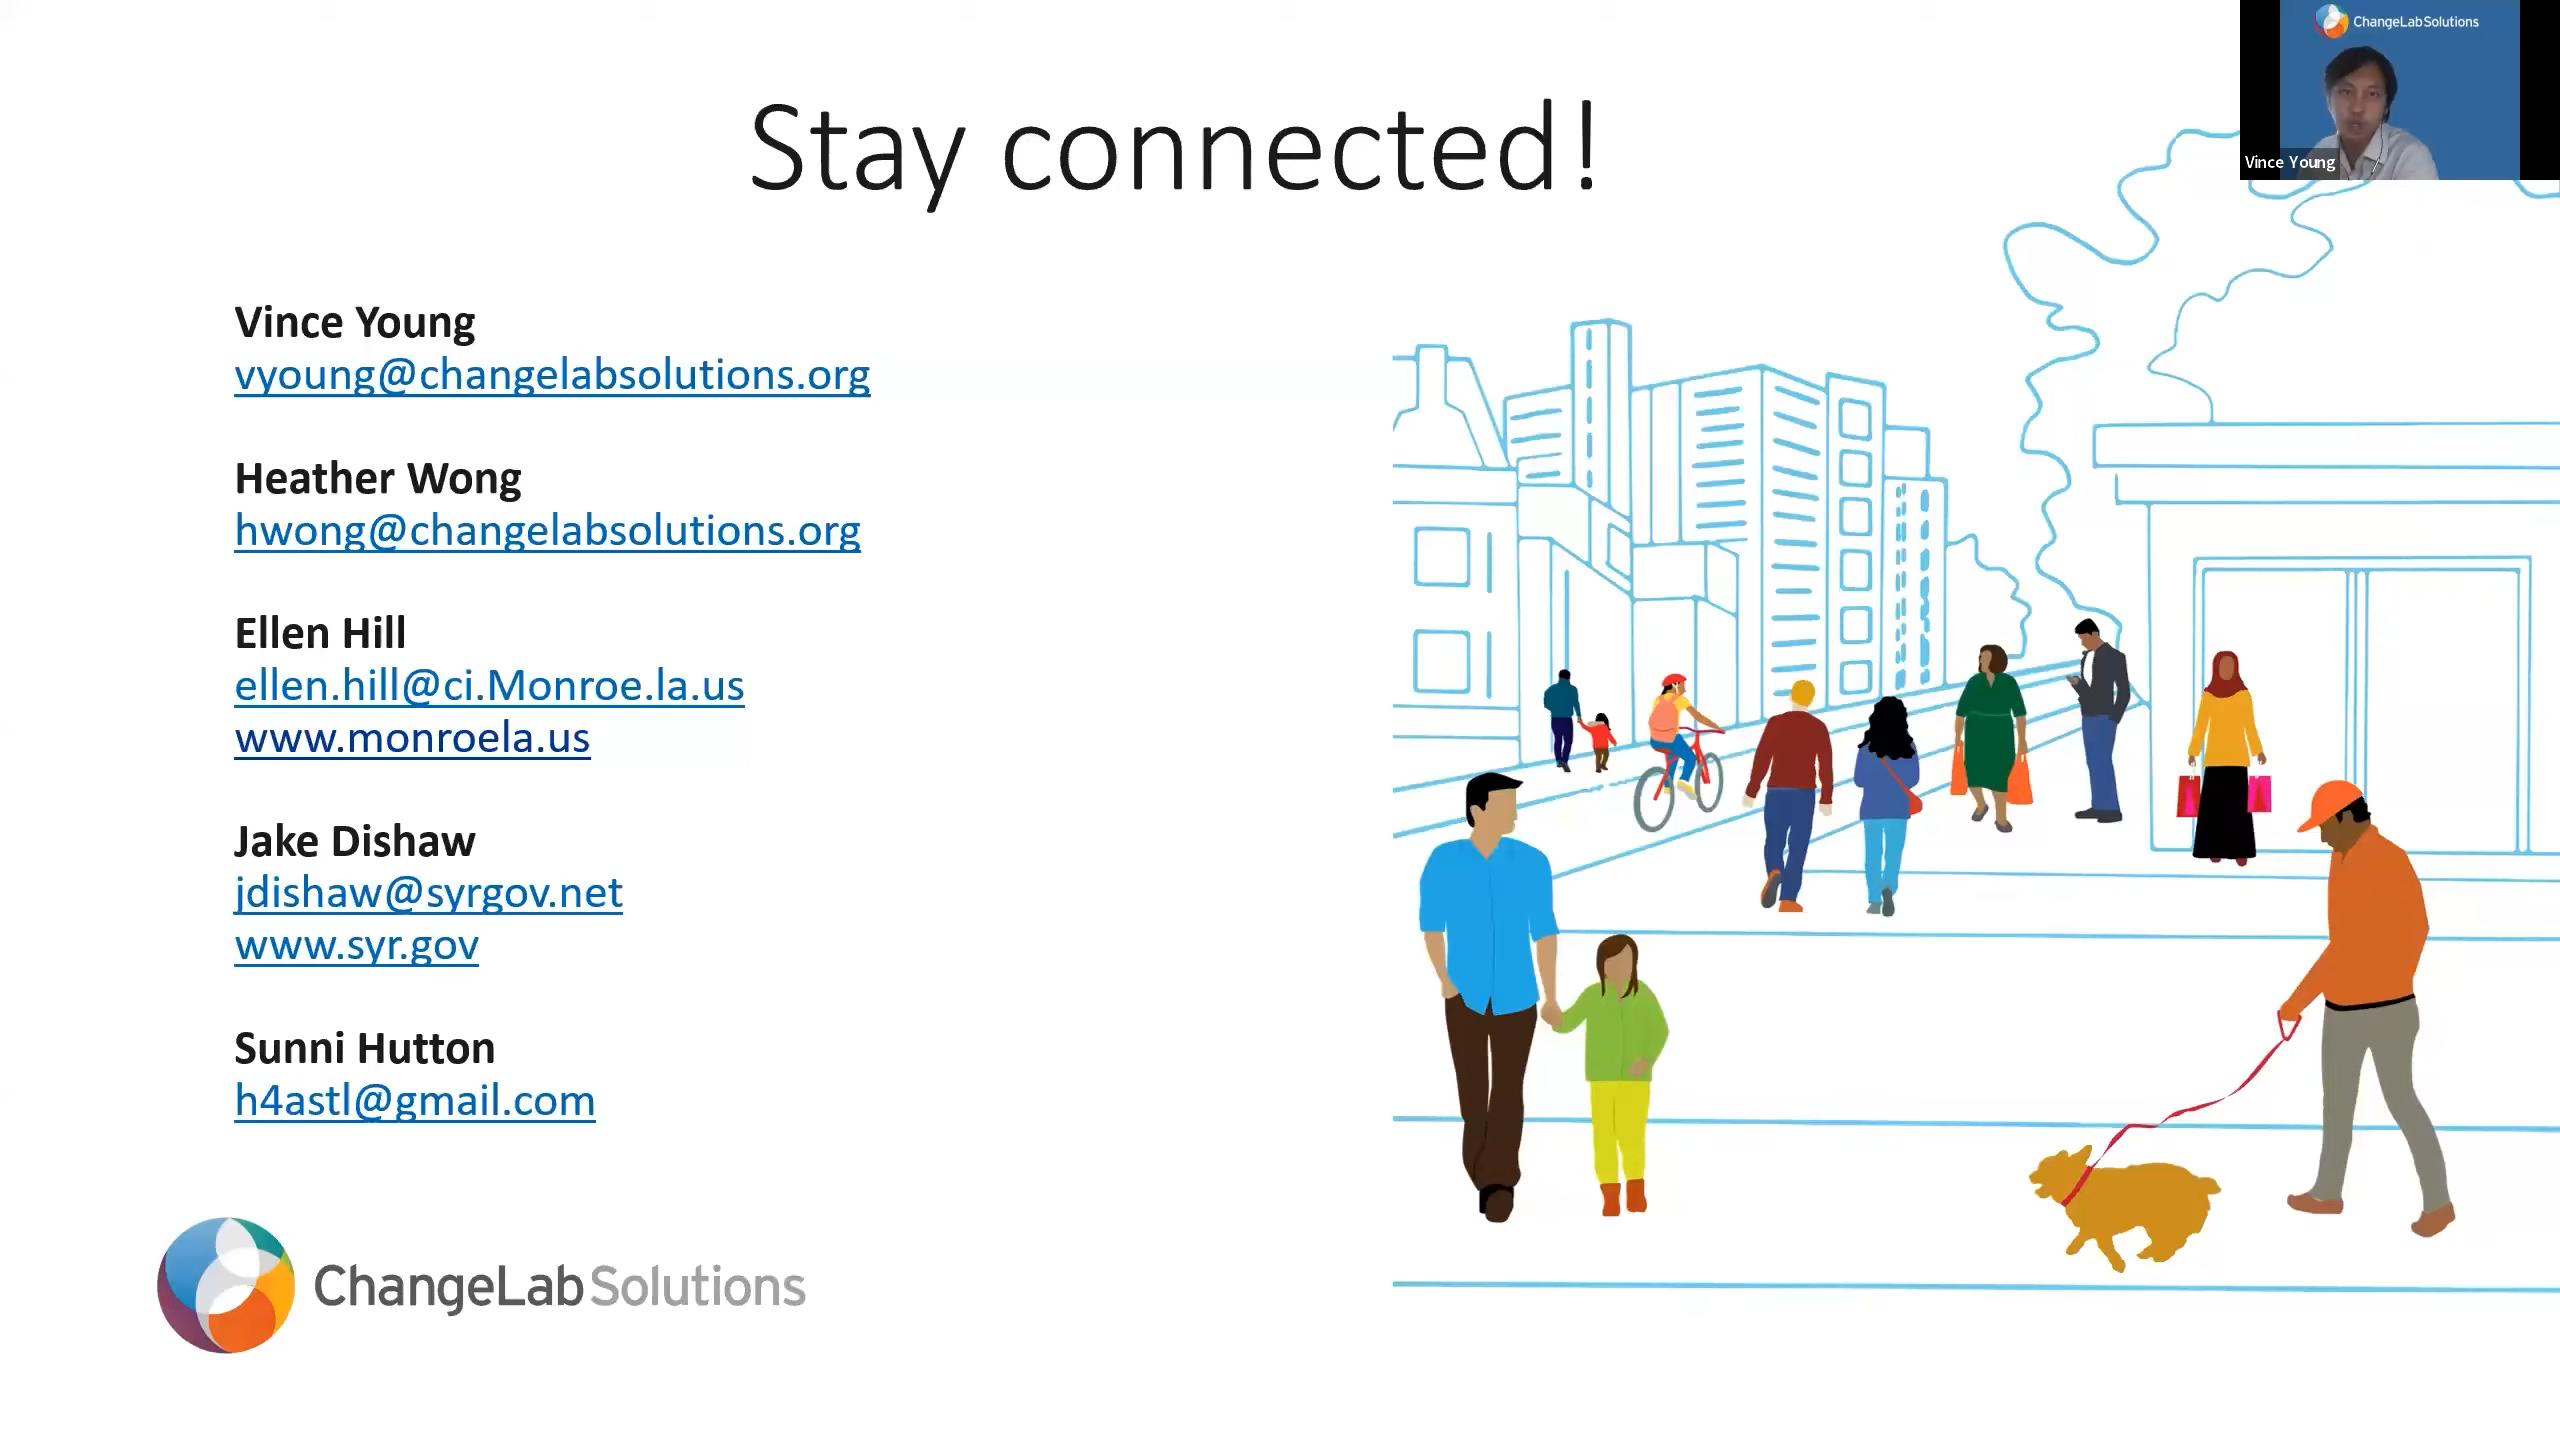 ChangeLabSolutions
Vince Young
Stay connected!
Vince Young
vyoung@changelabsolutions.org
Heather Wong
hwong@changelabsolutions.org
Ellen Hill
ellen.hill@ci.Monroe.la.us
www.monroela.us
Jake Dishaw
jdishaw@syrgov.net
www.syr.gov
Sunni Hutton
h4astl@gmail.com
ChangeLabSolutions